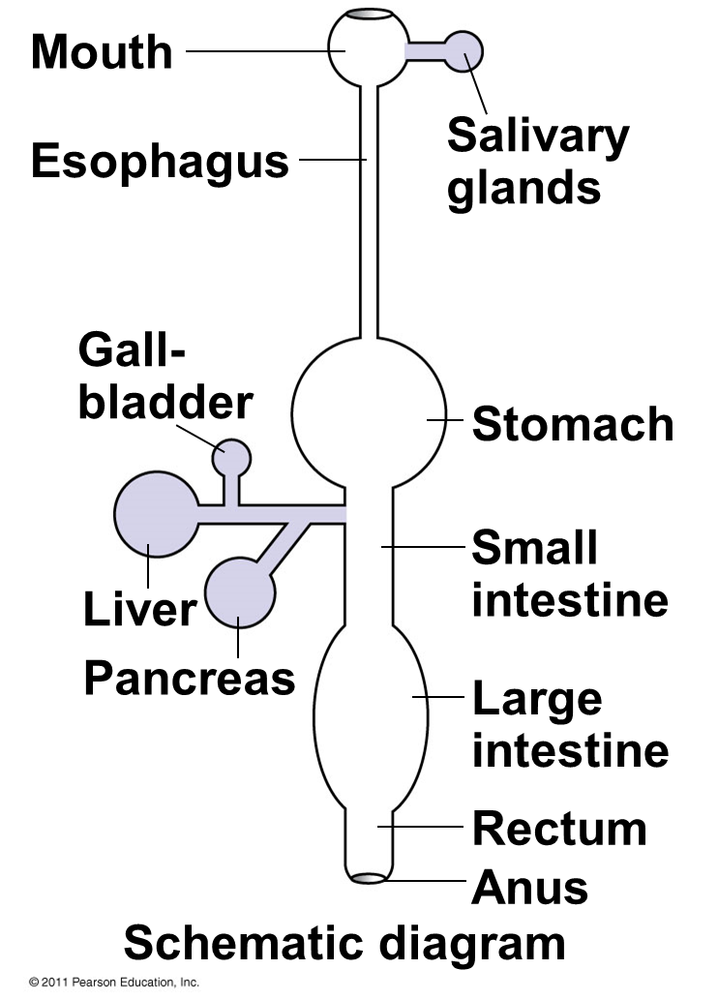 Mouth
Salivary
glands
Esophagus
Gall-
bladder
Stomach
Small
intestine
Liver
Pancreas
Large
intestine
Rectum
Anus
Schematic diagram
© 2011 Pearson Education, Inc.